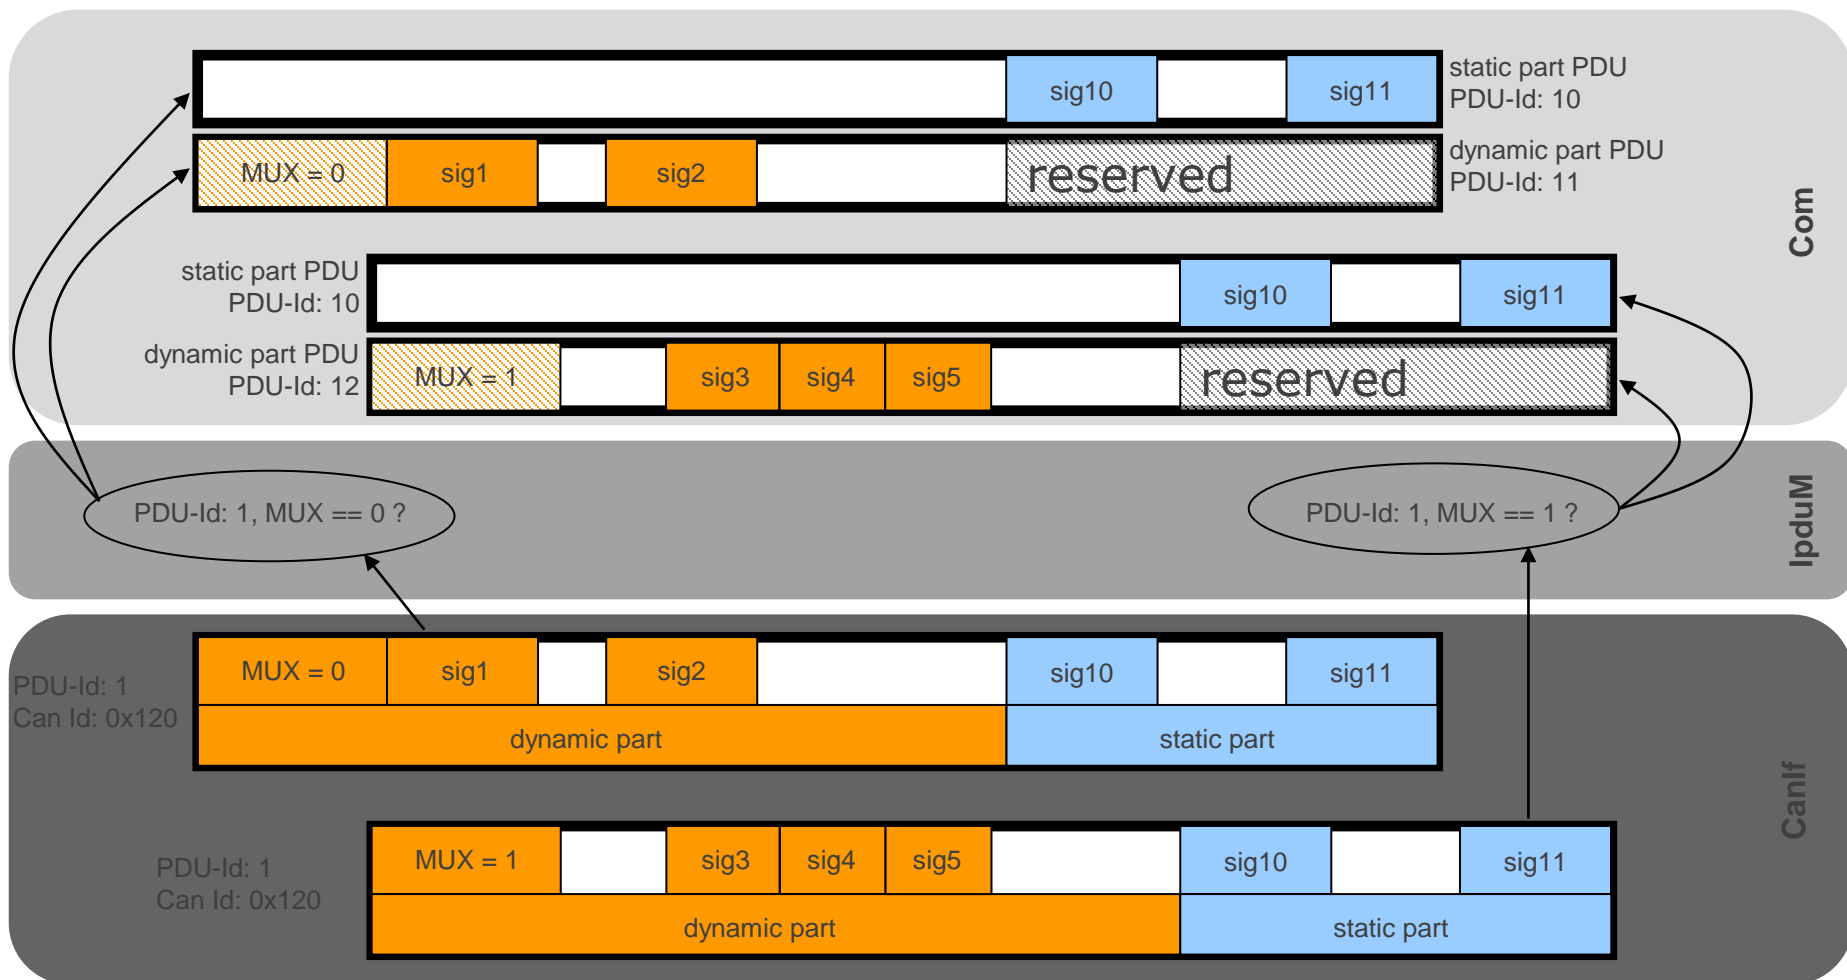 sig10
sig11
static part PDU
PDU-Id: 10
MUX = 0
sig1
sig2
reserved
dynamic part PDU
PDU-Id: 11
Com
static part PDU
PDU-Id: 10
sig10
sig11
dynamic part PDU
PDU-Id: 12
MUX = 1
sig3
sig4
sig5
reserved
PDU-Id: 1, MUX == 0 ?
PDU-Id: 1, MUX == 1 ?
IpduM
PDU-Id: 1
Can Id: 0x120
MUX = 0
sig1
sig2
sig10
sig11
dynamic part
static part
CanIf
PDU-Id: 1
Can Id: 0x120
MUX = 1
sig3
sig4
sig5
sig10
sig11
dynamic part
static part